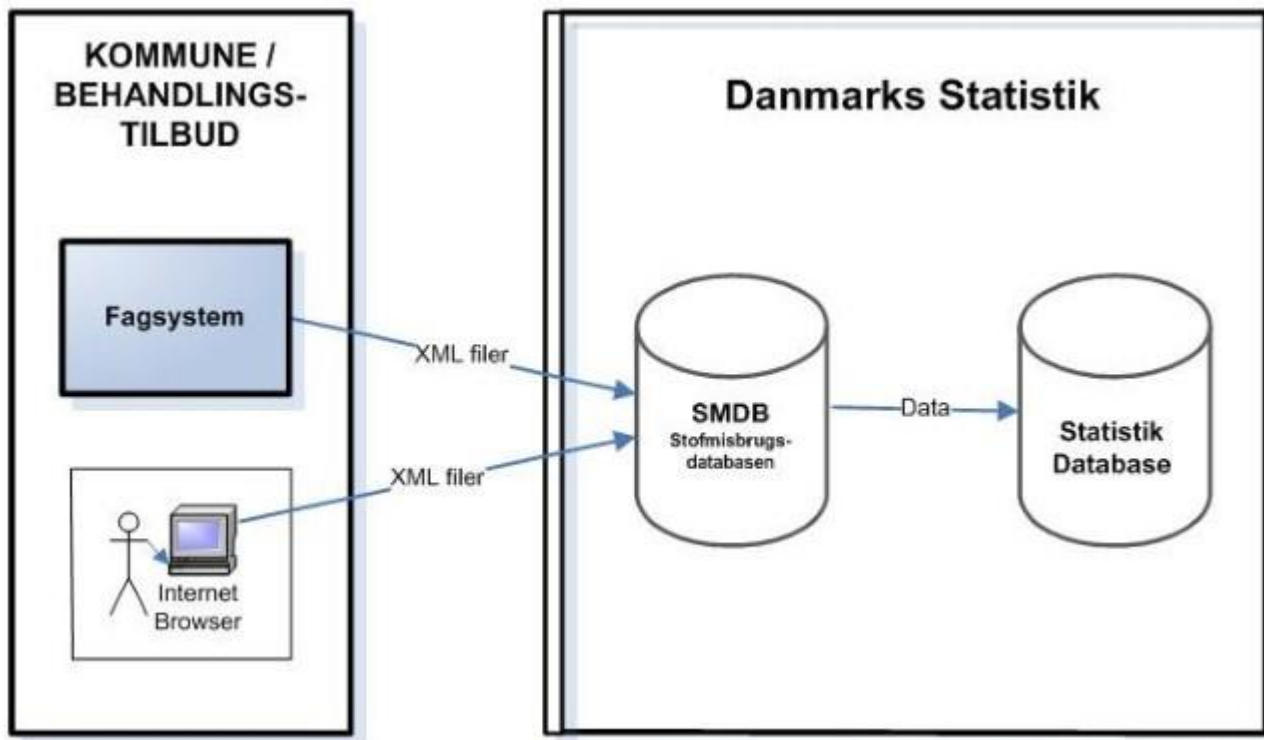 KOMMUNE /
BEHANDLINGS-
TILBUD
Fagsystem
Internet
Browser
XML filer
XML filer
Danmarks Statistik
SMDB
Stofmisbrugs-
databasen
Data
Statistik
Database